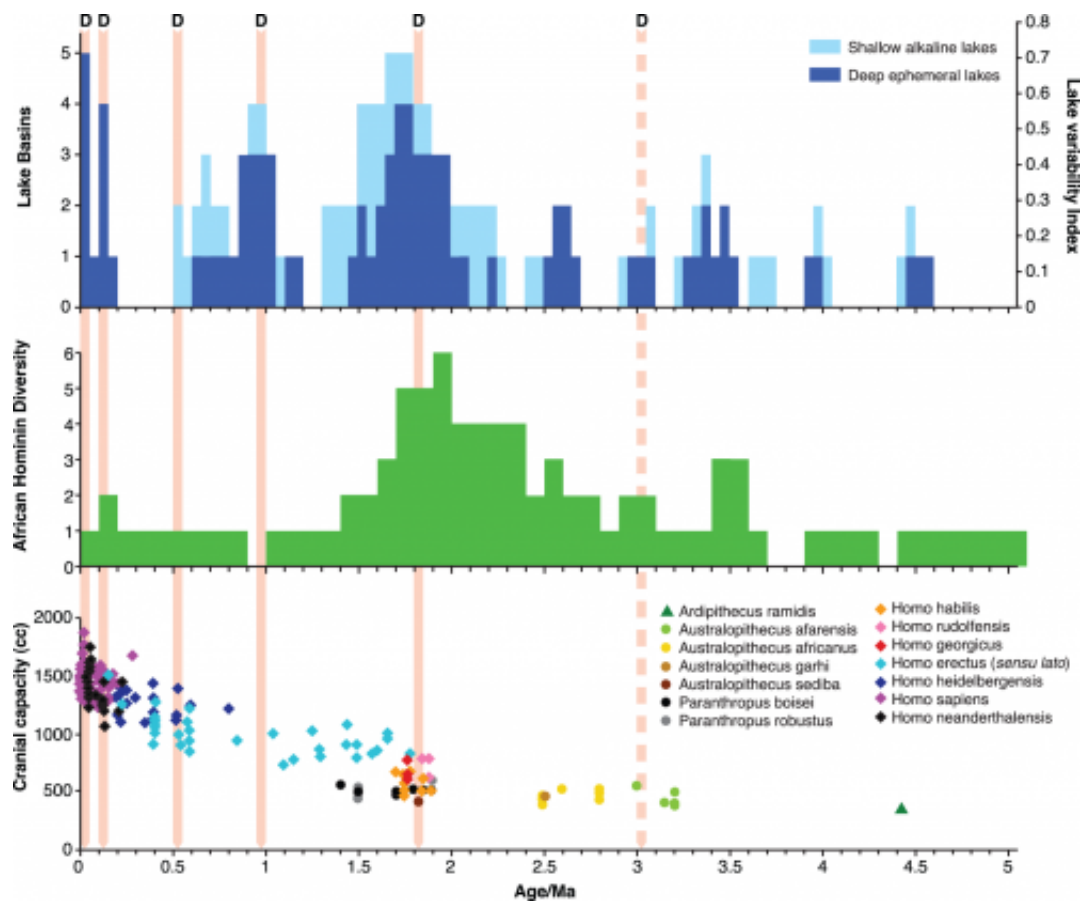 D D D D D D
Shallow alkaline lakes
Deep ephemeral lakes
Lake Basins
5
4
3
2
1
0
0.8
0.7
0.6
0.5
0.4
0.3
0.2
0.1
0
Lake variability Index
African Hominin Diversity
6
5
4
3
2
1
0
Cranial capacity (cc)
2000
1500
1000
500
0
Ardipithecus ramidis
Australopithecus afarensis
Australopithecus africanus
Australopithecus garhi
Australopithecus sediba
Paranthropus boisei
Paranthropus robustus
Homo habilis
Homo rudolfensis
Homo georgicus
Homo erectus (sensu lato)
Homo heidelbergensis
Homo sapiens
Homo neanderthalensis
0 0.5 1 1.5 2 2.5 3 3.5 4 4.5 5
Age/Ma